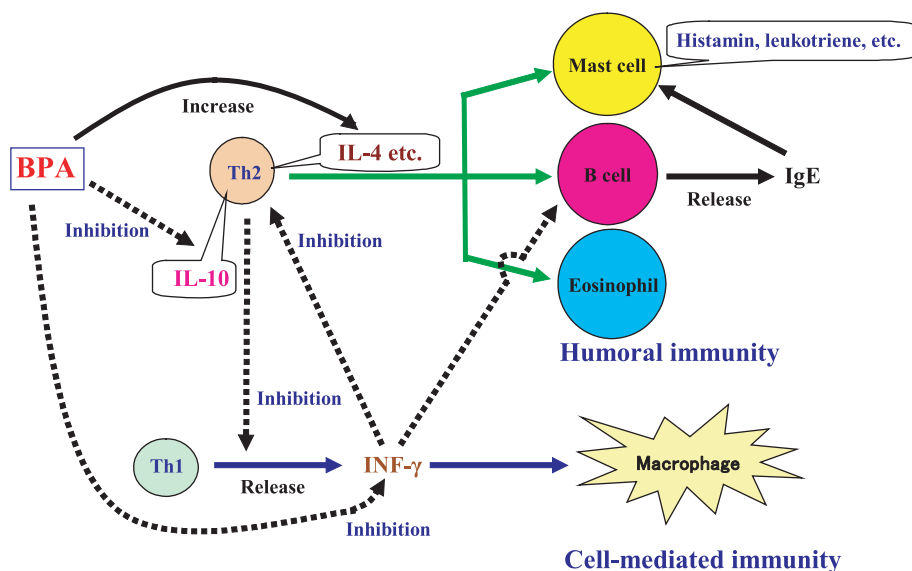 Histamin, leukotriene, etc.
Mast cell
Increase
IL-4 etc.
BPA
Th2
B cell
IgE
Release
Inhibition
Inhibition
IL-10
Eosinophil
Humoral immunity
Inhibition
Th1
INF-γ
Macrophage
Release
Inhibition
Cell-mediated immunity